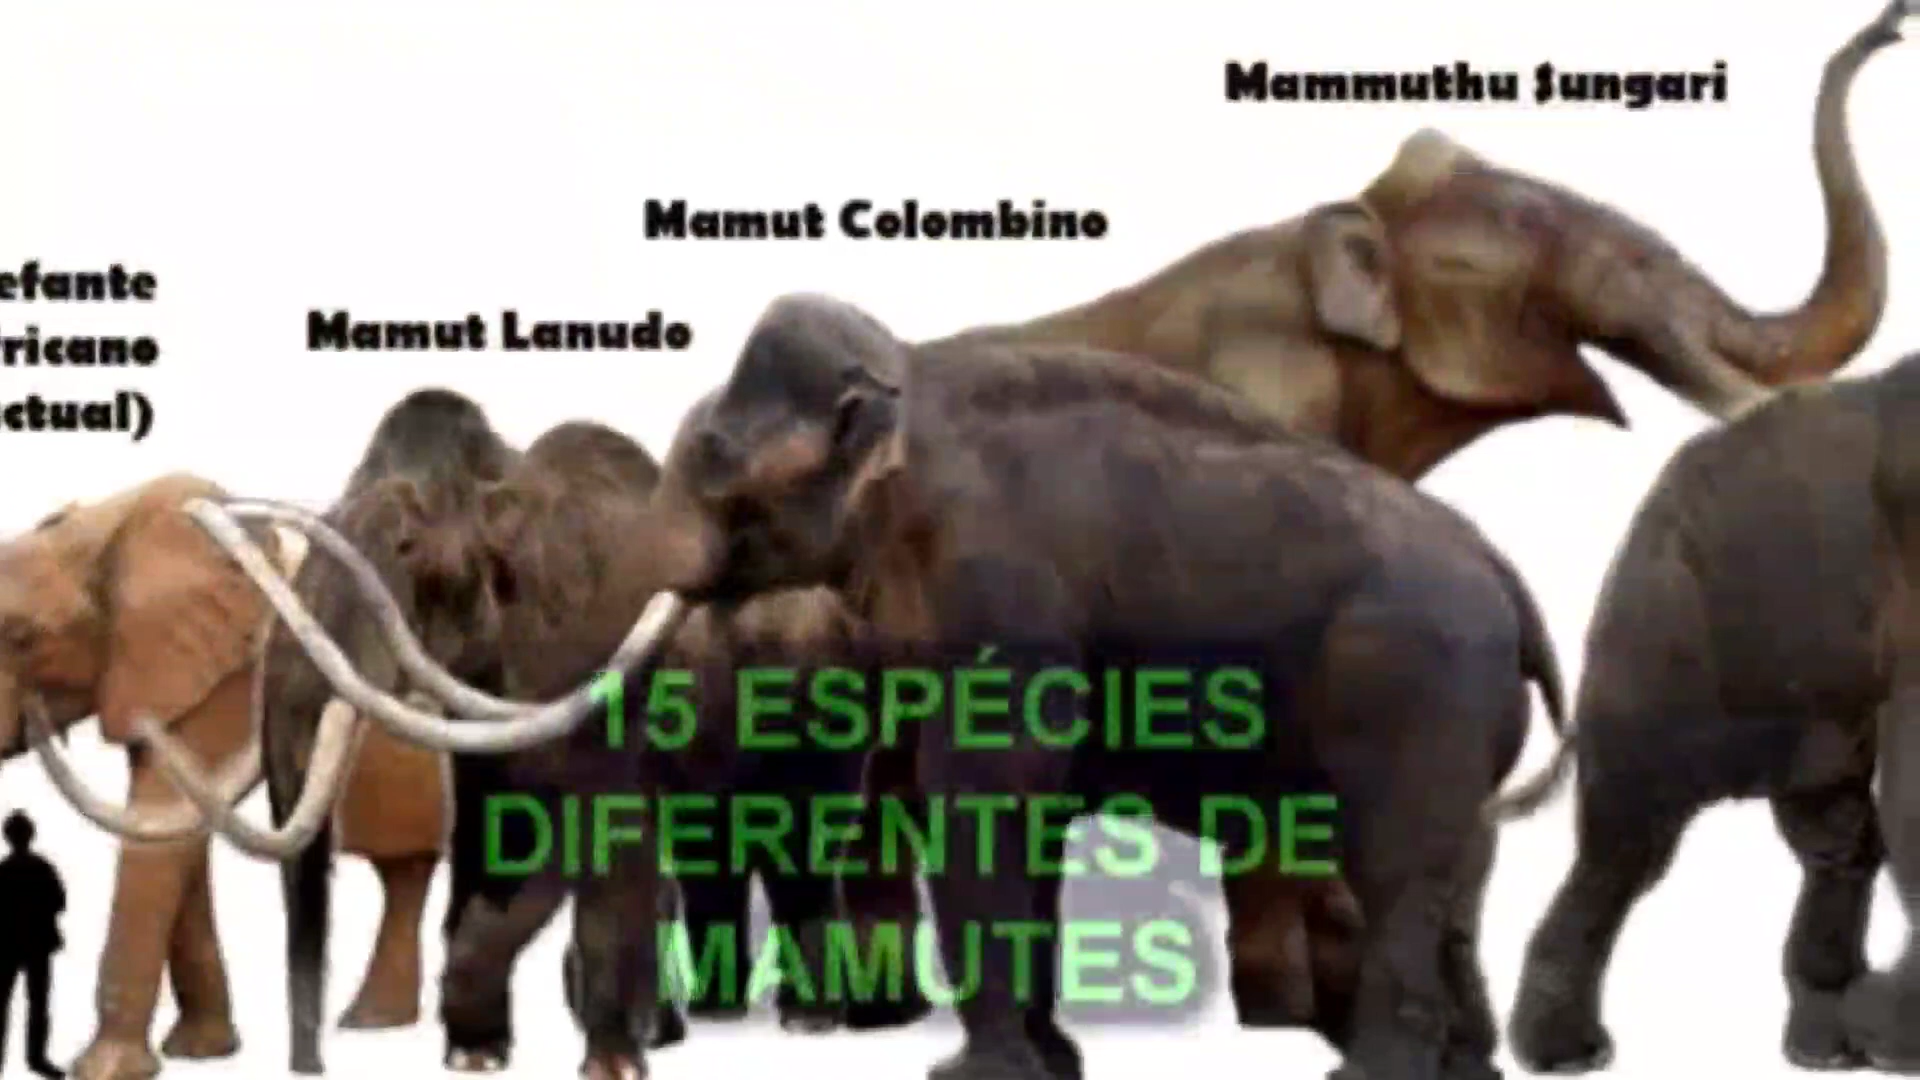 Mammuthu Sungari
Mamut Colombino
efante
ricano
ctual)
Mamut Lanudo
15 ESPÉCIES
DIFERENTES DE
MAMUTES